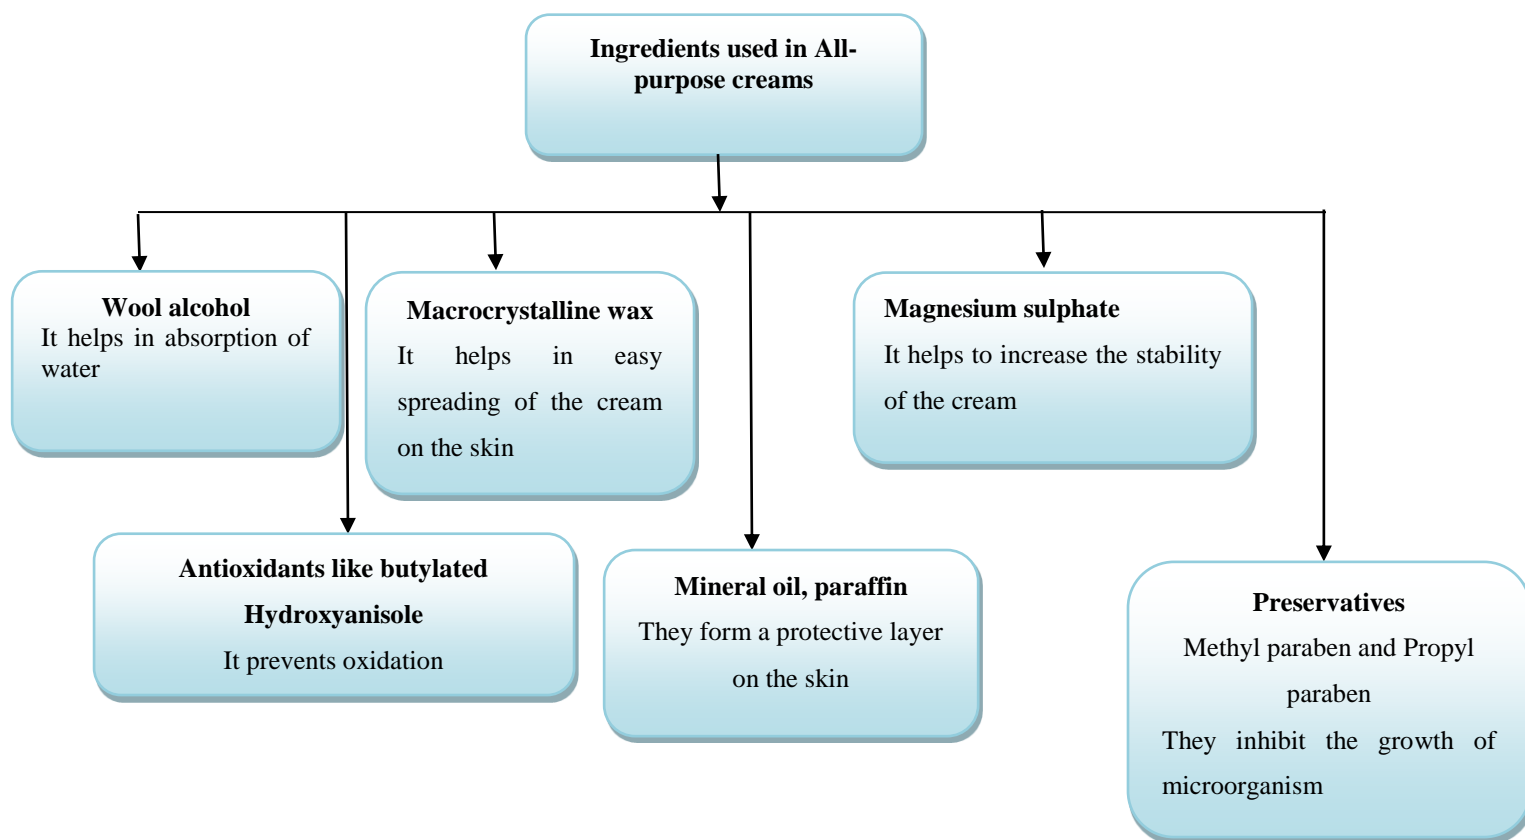 Ingredients used in All-
purpose creams
Wool alcohol
It helps in absorption of
water
Macrocrystalline wax
It helps in easy
spreading of the cream
on the skin
Magnesium sulphate
It helps to increase the stability
of the cream
Antioxidants like butylated
Hydroxyanisole
It prevents oxidation
Mineral oil, paraffin
They form a protective layer
on the skin
Preservatives
Methyl paraben and Propyl
paraben
They inhibit the growth of
microorganism